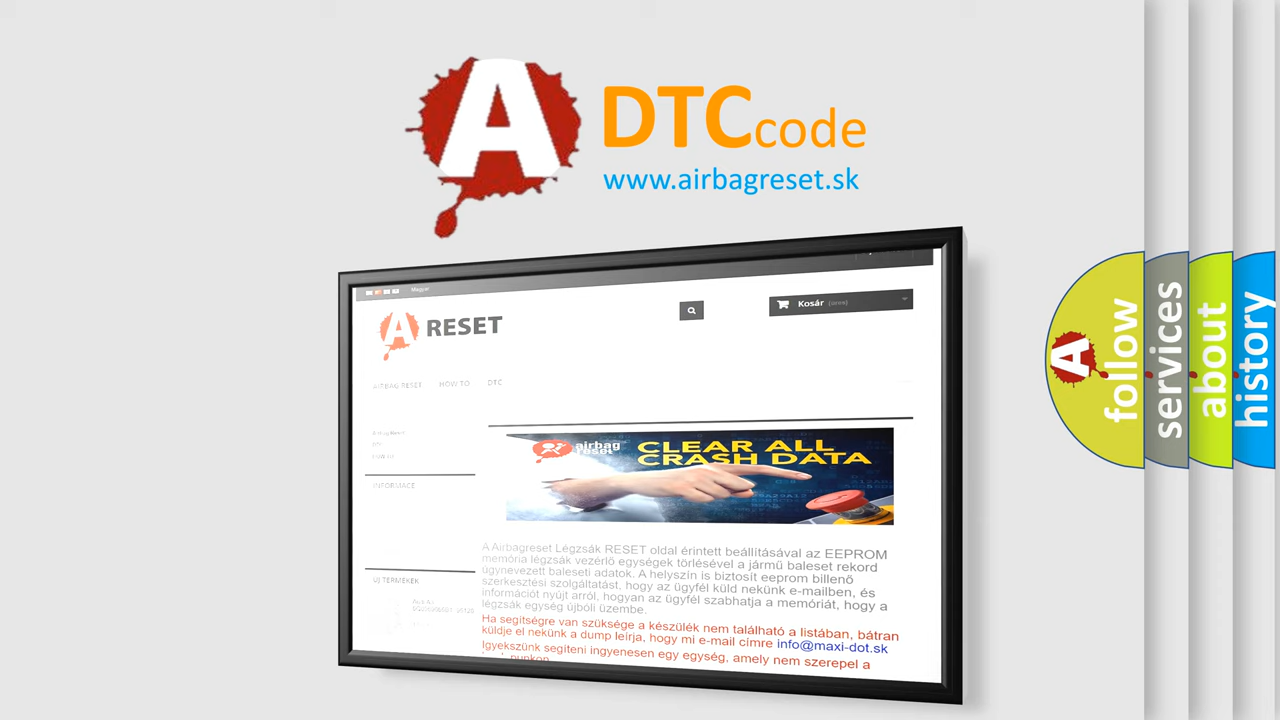 A
DTCcode
www.airbagreset.sk
Magyar
A RESET
Kosár (üres)
AIRBAG RESET HOW TO DTC
airbag
reset
CLEAR ALL
CRASH DATA
INFORMACE
ÚJ TERMÉKEK
A Airbagreset Légzsák RESET oldal érintett beállításával az EEPROM
memória légzsák vezérlő egységek törlésével a jármű baleset rekord
úgynevezett baleseti adatok. A helyszín is biztosít eeprom billenő
szerkesztési szolgáltatást, hogy az ügyfél küld nekünk e-mailben, és
információt nyújt arról, hogyan az ügyfél szabhatja a memóriát, hogy a
légzsák egység újbóli üzembe.
Ha segítségre van szüksége a készülék nem található a listában, bátran
küldje el nekünk a dump leírja, hogy mi e-mail címre info@maxi-dot.sk
Igyekszünk segíteni ingyenesen egy egység, amely nem szerepel a
A
follow
services
about
history